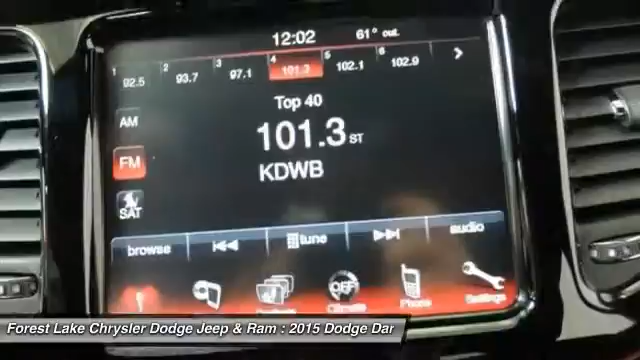 12:02 61° out.
1 92.5 2 93.7 3 97.1 4 101.3 5 102.1 6 102.9
Top 40
AM
101.3 ST
FM
KDWB
SAT
browse tune audio
OFF
Climate Phone Settings
Forest Lake Chrysler Dodge Jeep & Ram : 2015 Dodge Dar